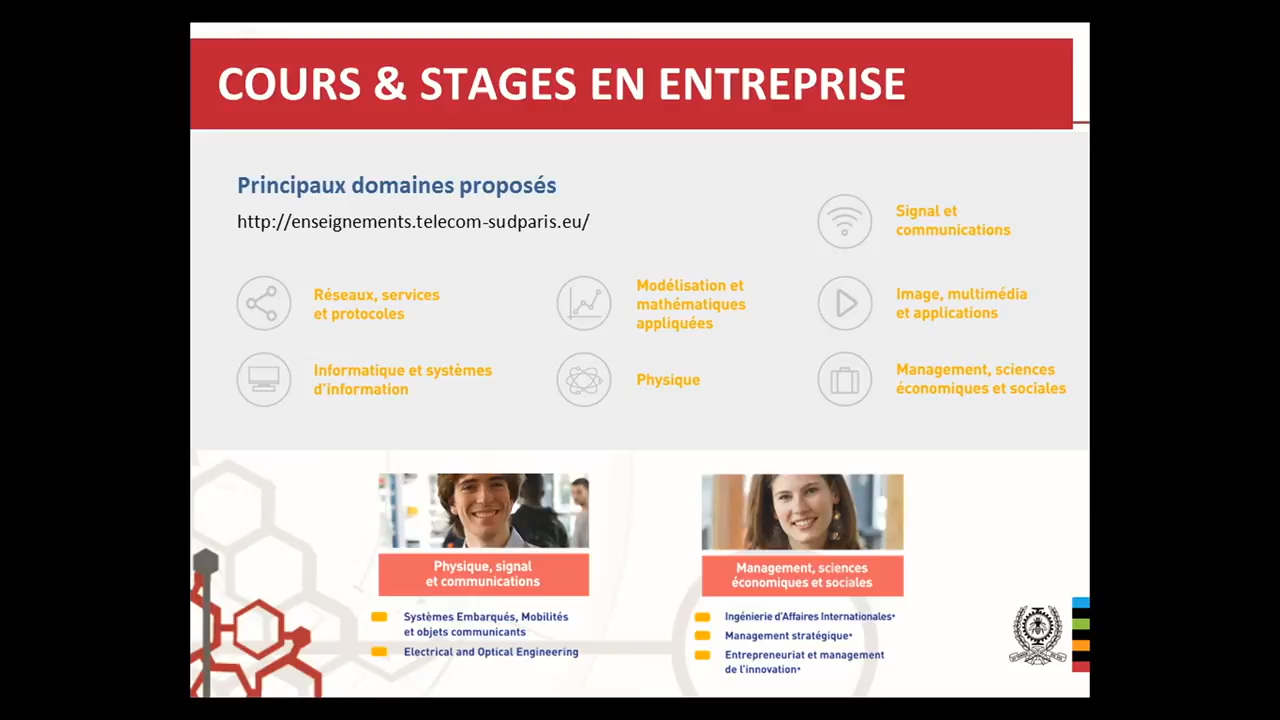 COURS & STAGES EN ENTREPRISE
Principaux domaines proposés
http://enseignements.telecom-sudparis.eu/
Signal et
communications
Réseaux, services
et protocoles
Modélisation et
mathématiques
appliquées
Image, multimédia
et applications
Informatique et systèmes
d'information
Physique
Management, sciences
économiques et sociales
Physique, signal
et communications
Systèmes Embarqués, Mobilités
et objets communicants
Electrical and Optical Engineering
Management, sciences
économiques et sociales
Ingénierie d'Affaires Internationales*
Management stratégique*
Entrepreneuriat et management
de l'innovation*